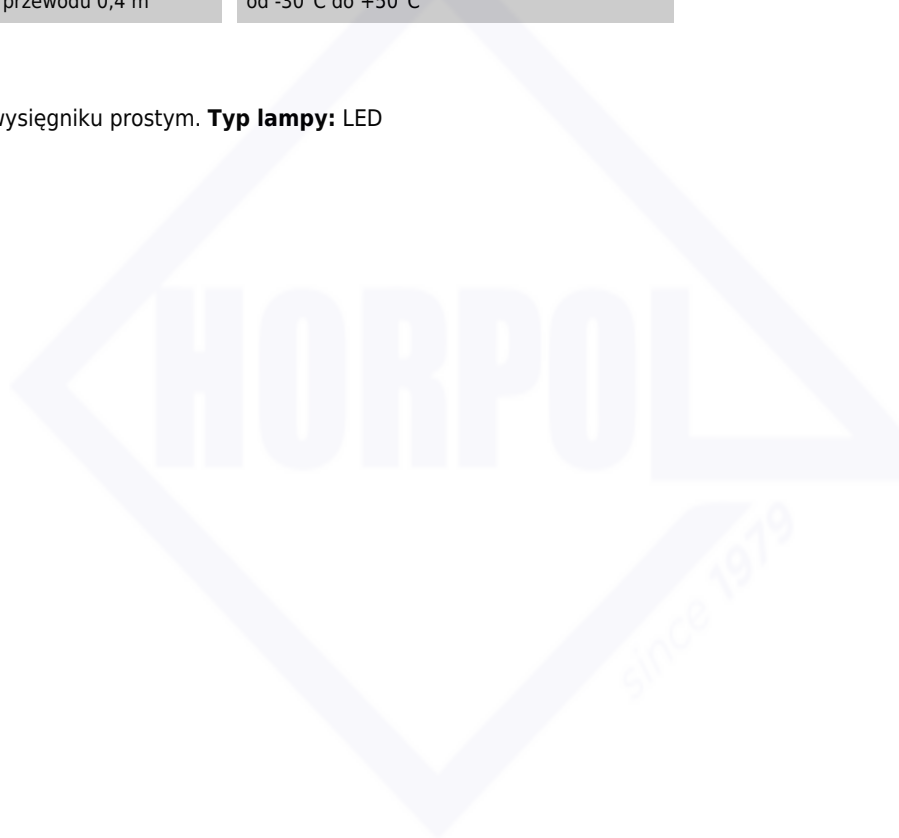 przewodu 0,4 m
od -30°C do +50°C
wysięgniku prostym. Typ lampy: LED
HORPOL
since 1979